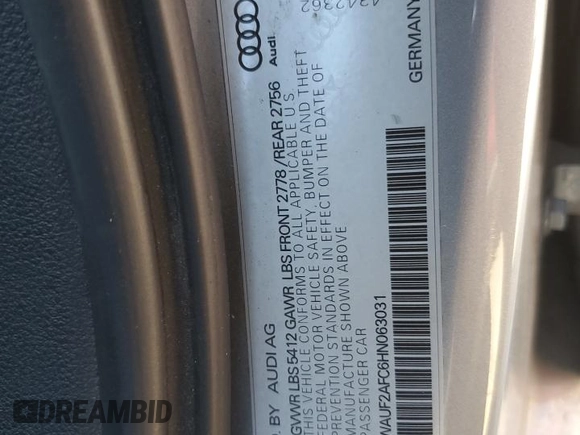 D. BY AUDI AG
GVWR LBS 5412 GAWR LBS FRONT 2778/REAR 2756
THIS VEHICLE CONFORMS TO ALL APPLICABLE U.S.
FEDERAL MOTOR VEHICLE SAFETY, BUMPER AND THEFT
PREVENTION STANDARDS IN EFFECT ON THE DATE OF
MANUFACTURE SHOWN ABOVE
PASSENGER CAR
WAUF2AFC6HN063031
GERMANY
Audi
DREAMBID